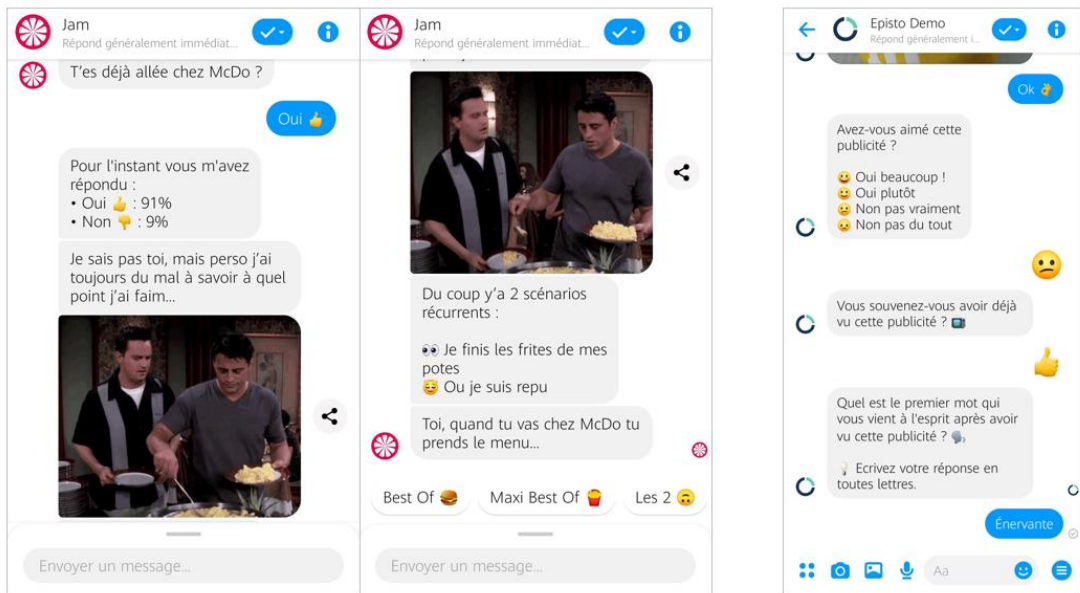 Jam
Répond généralement immédiat...
T'es déjà allée chez McDo ?
Oui 👍
Pour l'instant vous m'avez
répondu :
• Oui 👍 : 91%
• Non 👎 : 9%
Je sais pas toi, mais perso j'ai
toujours du mal à savoir à quel
point j'ai faim...
Envoyer un message...
Jam
Répond généralement immédiat...
Du coup y'a 2 scénarios
récurrents :
👀 Je finis les frites de mes
potes
😅 Ou je suis repu
Toi, quand tu vas chez McDo tu
prends le menu...
Best Of 🍔
Maxi Best Of 🍟
Les 2 🙃
Envoyer un message...
Episto Demo
Répond généralement i...
Ok 👌
Avez-vous aimé cette
publicité ?
😀 Oui beaucoup !
🙂 Oui plutôt
😕 Non pas vraiment
😠 Non pas du tout
Vous souvenez-vous avoir déjà
vu cette publicité ? 📺
Quel est le premier mot qui
vous vient à l'esprit après avoir
vu cette publicité ? 🗣
💡 Ecrivez votre réponse en
toutes lettres.
Énervante
Aa